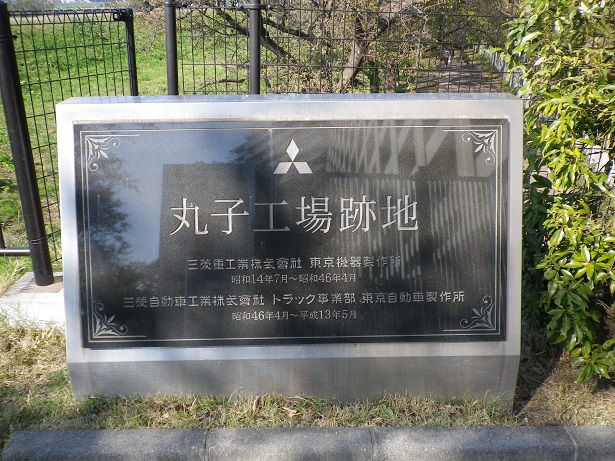 丸子工場跡地
三菱重工業株式會社 東京機器製作所
昭和14年7月～昭和46年4月
三菱自動車工業株式會社 トラック事業部 東京自動車製作所
昭和46年4月～平成13年5月